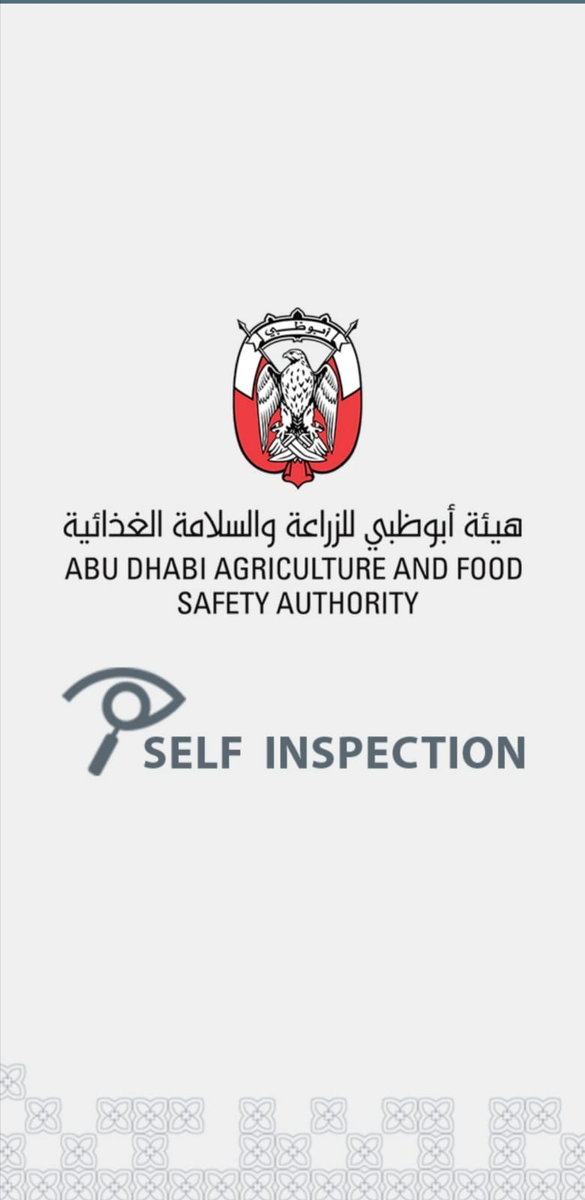 أبوظبي
هيئة أبوظبي للزراعة والسلامة الغذائية
ABU DHABI AGRICULTURE AND FOOD
SAFETY AUTHORITY
SELF INSPECTION